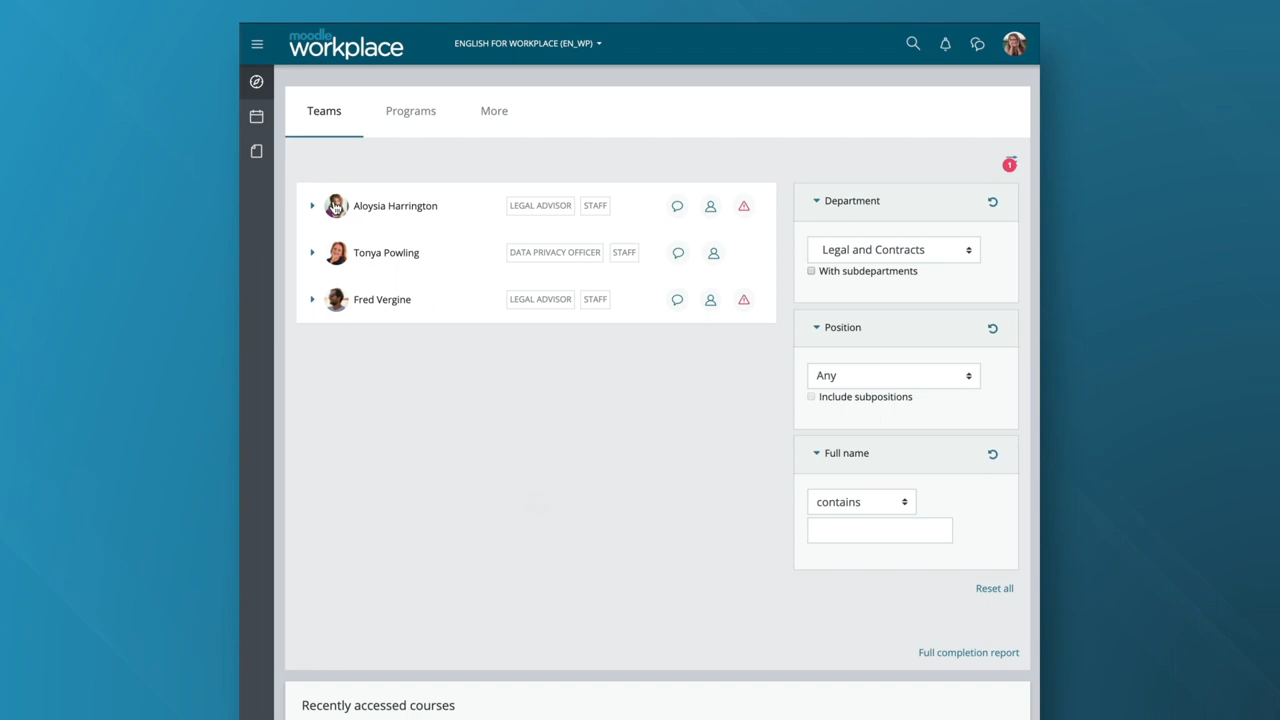 moodle
workplace
ENGLISH FOR WORKPLACE (EN_WP)
Teams
Programs
More
1
Aloysia Harrington
LEGAL ADVISOR
STAFF
Tonya Powling
DATA PRIVACY OFFICER
STAFF
Fred Vergine
LEGAL ADVISOR
STAFF
Department
Legal and Contracts
With subdepartments
Position
Any
Include subpositions
Full name
contains
Reset all
Full completion report
Recently accessed courses